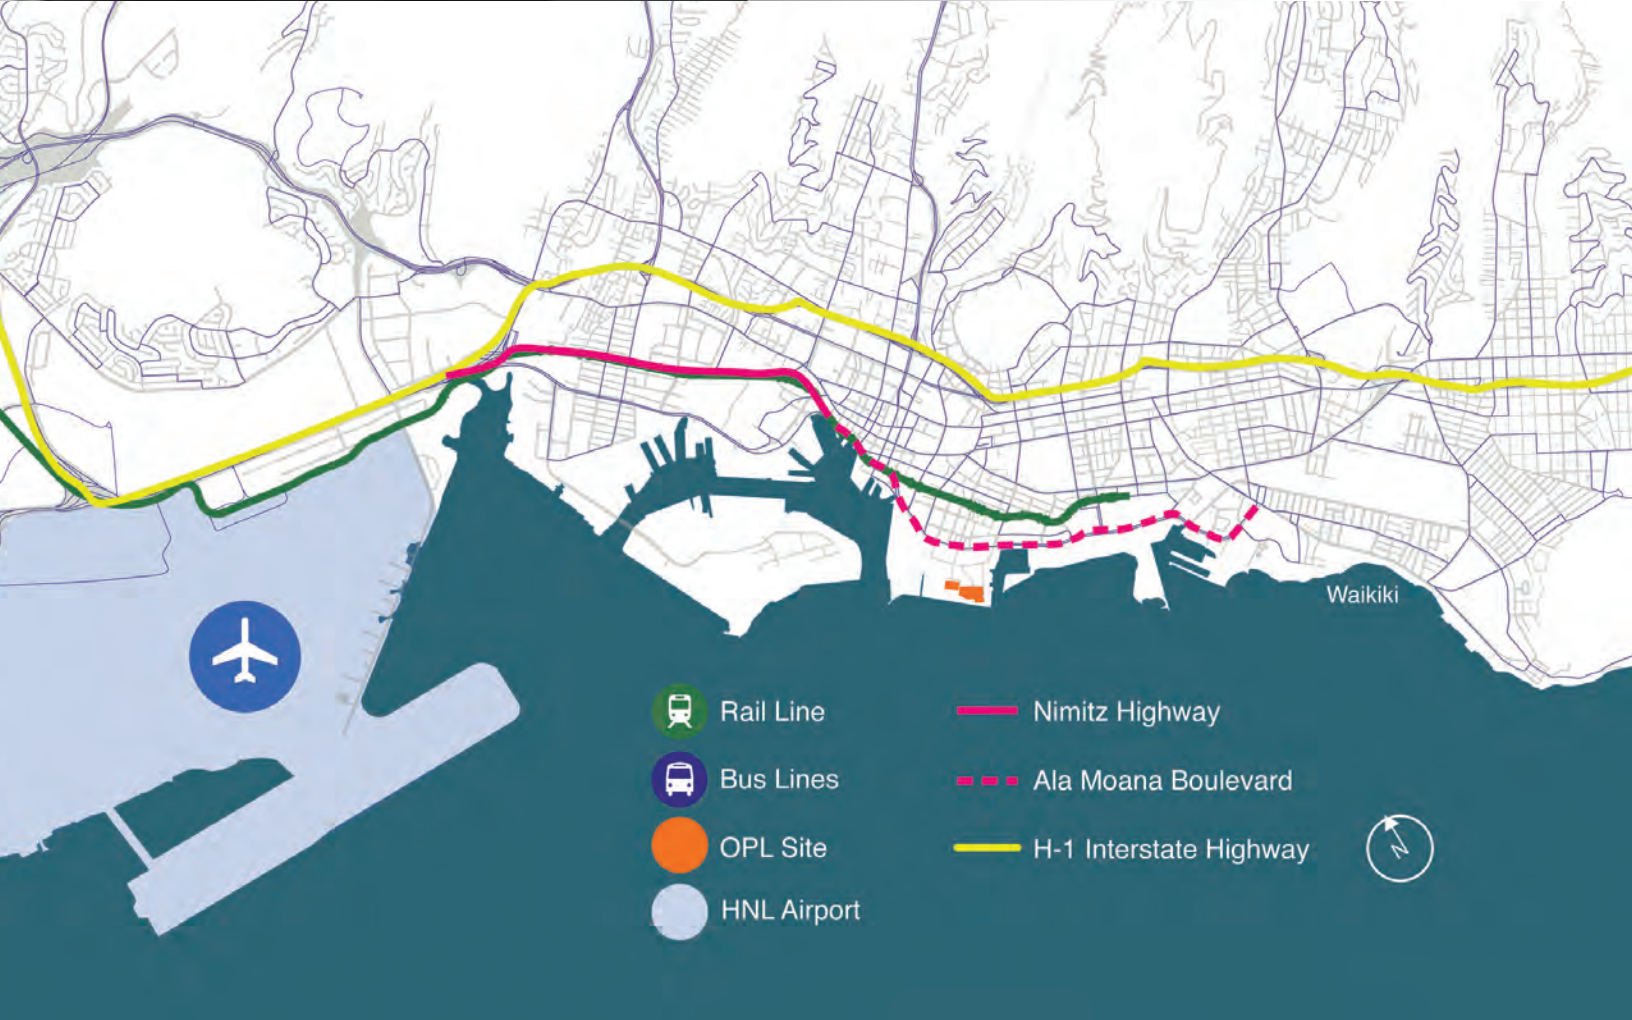 Waikiki
Rail Line
Bus Lines
OPL Site
HNL Airport
Nimitz Highway
Ala Moana Boulevard
H-1 Interstate Highway
N